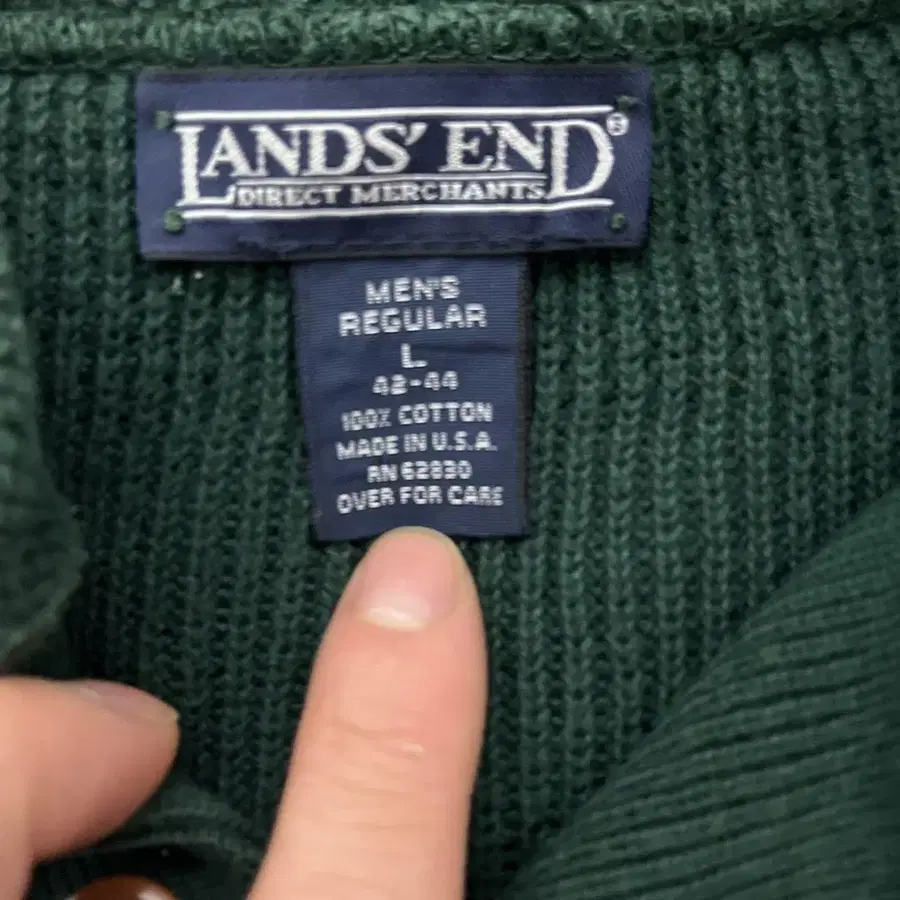 LANDS' END®
DIRECT MERCHANTS
MEN'S
REGULAR
L
42-44
100% COTTON
MADE IN U.S.A.
RN 62830
OVER FOR CARE